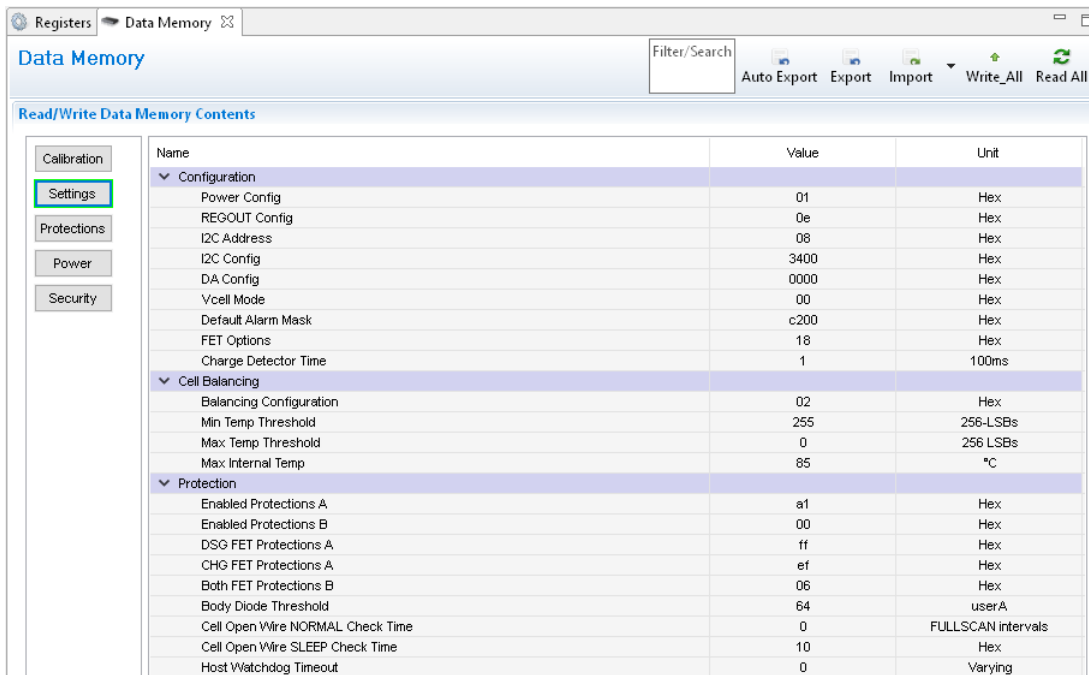 Registers Data Memory
Data Memory
Filter/Search
Auto Export Export Import Write_All Read All
Read/Write Data Memory Contents
Calibration
Settings
Protections
Power
Security
Name Value Unit
Configuration
Power Config 01 Hex
REGOUT Config 0e Hex
I2C Address 08 Hex
I2C Config 3400 Hex
DA Config 0000 Hex
Vcell Mode 00 Hex
Default Alarm Mask c200 Hex
FET Options 18 Hex
Charge Detector Time 1 100ms
Cell Balancing
Balancing Configuration 02 Hex
Min Temp Threshold 255 256-LSBs
Max Temp Threshold 0 256 LSBs
Max Internal Temp 85 °C
Protection
Enabled Protections A a1 Hex
Enabled Protections B 00 Hex
DSG FET Protections A ff Hex
CHG FET Protections A ef Hex
Both FET Protections B 06 Hex
Body Diode Threshold 64 userA
Cell Open Wire NORMAL Check Time 0 FULLSCAN intervals
Cell Open Wire SLEEP Check Time 10 Hex
Host Watchdog Timeout 0 Varying